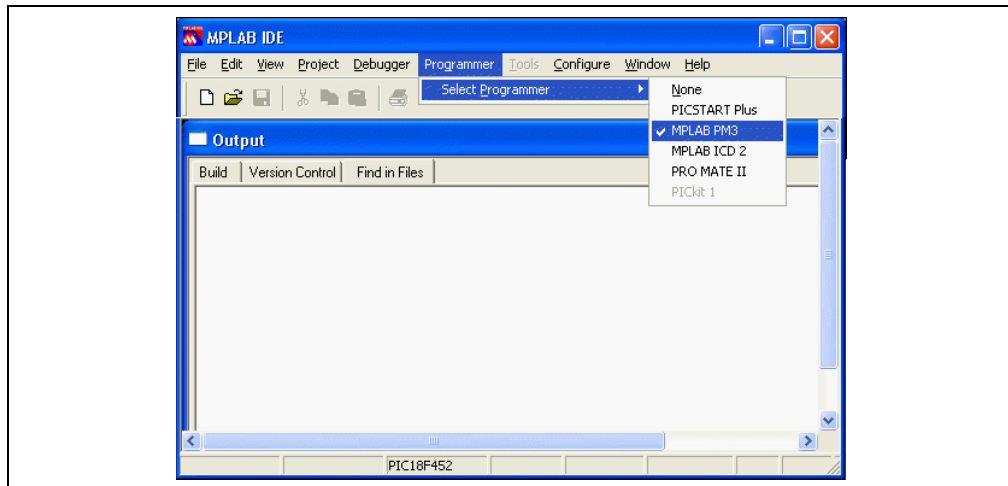 MPLAB IDE
File Edit View Project Debugger Programmer Tools Configure Window Help
Select Programmer
None
PICSTART Plus
MPLAB PM3
MPLAB ICD 2
PRO MATE II
PICkit 1
Output
Build Version Control Find in Files
PIC18F452